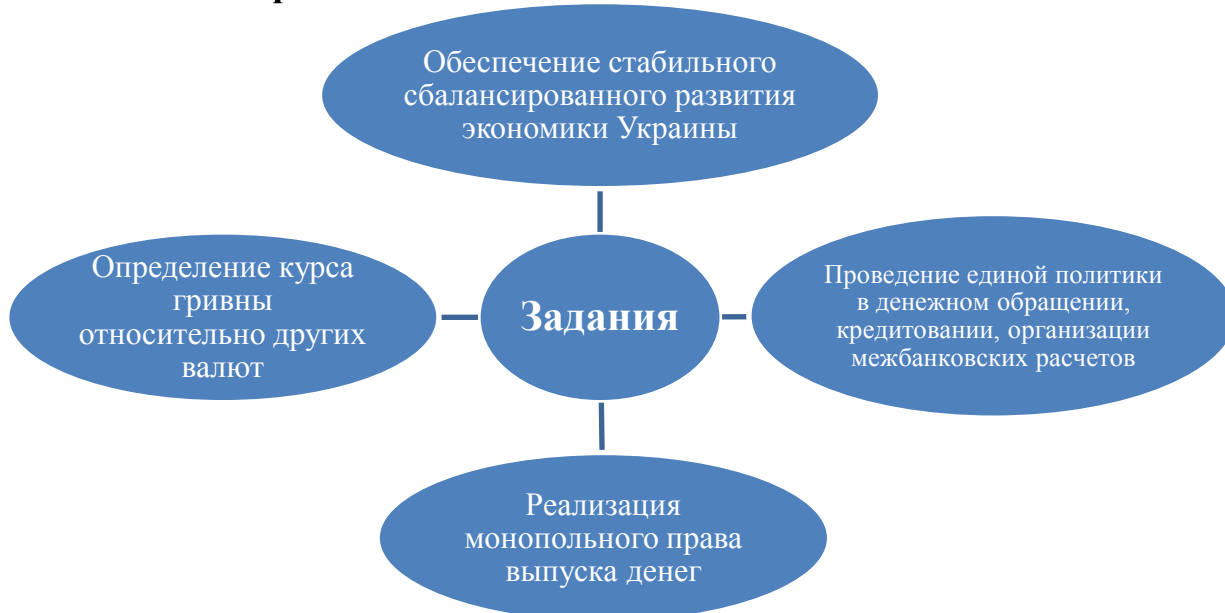 Обеспечение стабильного
сбалансированного развития
экономики Украины
Определение курса
гривны
относительно других
валют
Задания
Проведение единой политики
в денежном обращении,
кредитовании, организации
межбанковских расчетов
Реализация
монопольного права
выпуска денег